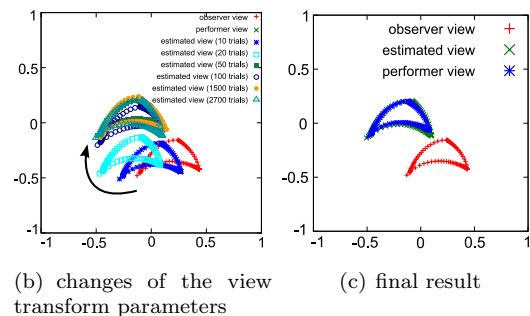 1
0.5
0
-0.5
-1
-1
-0.5
0
0.5
1
observer view
performer view
estimated view (10 trials)
estimated view (20 trials)
estimated view (50 trials)
estimated view (100 trials)
estimated view (1500 trials)
estimated view (2700 trials)
1
0.5
0
-0.5
-1
-1
-0.5
0
0.5
1
observer view
estimated view
performer view
(b) changes of the view
transform parameters
(c) final result